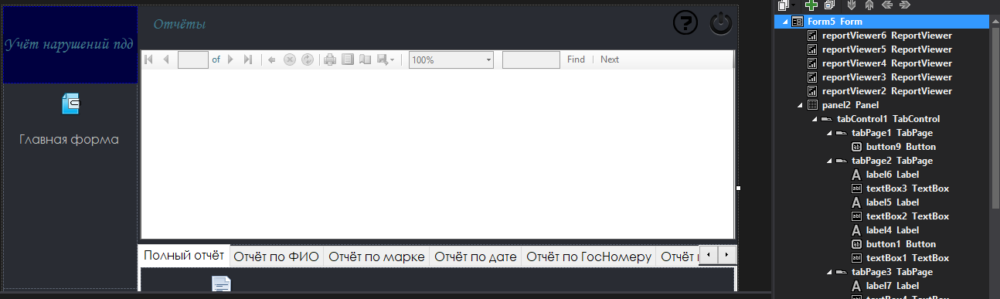 Отчёты
Учёт нарушений пдд
Главная форма
of
100%
Find
Next
Полный отчёт
Отчёт по ФИО
Отчёт по марке
Отчёт по дате
Отчёт по ГосНомеру
Form5 Form
reportViewer6 ReportViewer
reportViewer5 ReportViewer
reportViewer4 ReportViewer
reportViewer3 ReportViewer
reportViewer2 ReportViewer
panel2 Panel
tabControl1 TabControl
tabPage1 TabPage
button9 Button
tabPage2 TabPage
label6 Label
textBox3 TextBox
label5 Label
textBox2 TextBox
label4 Label
button1 Button
textBox1 TextBox
tabPage3 TabPage
label7 Label